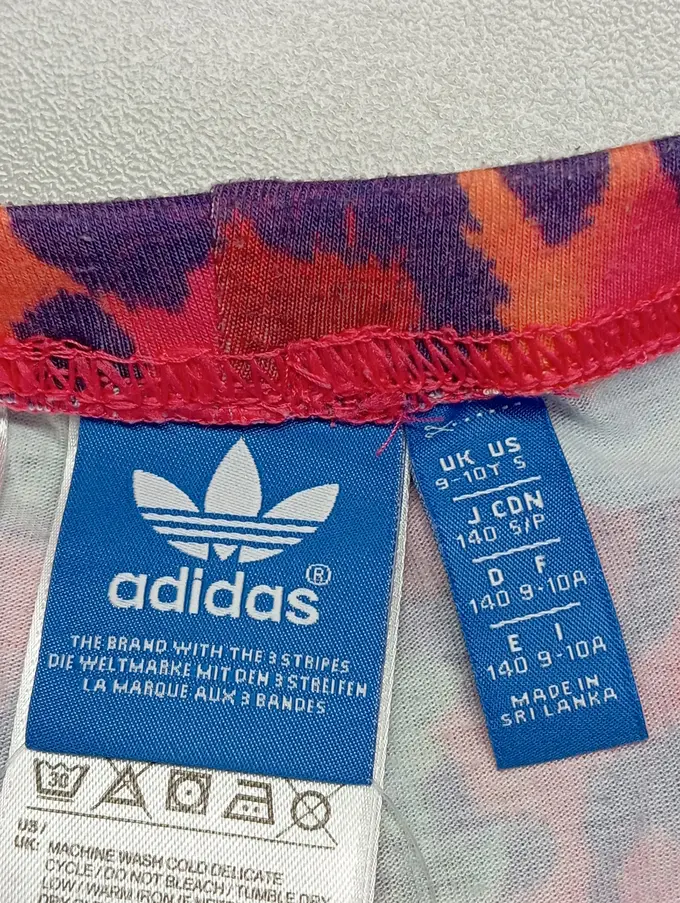 adidas®
THE BRAND WITH THE 3 STRIPES
DIE WELTMARKE MIT DEN 3 STREIFEN
LA MARQUE AUX 3 BANDES
30
US /
UK: MACHINE WASH COLD DELICATE
CYCLE / DO NOT BLEACH / TUMBLE DRY
LOW / WARM IRON / IF
UK US
9-10Y S
J CDN
140 S/P
D F
140 9-10A
E I
140 9-10A
MADE IN
SRI LANKA